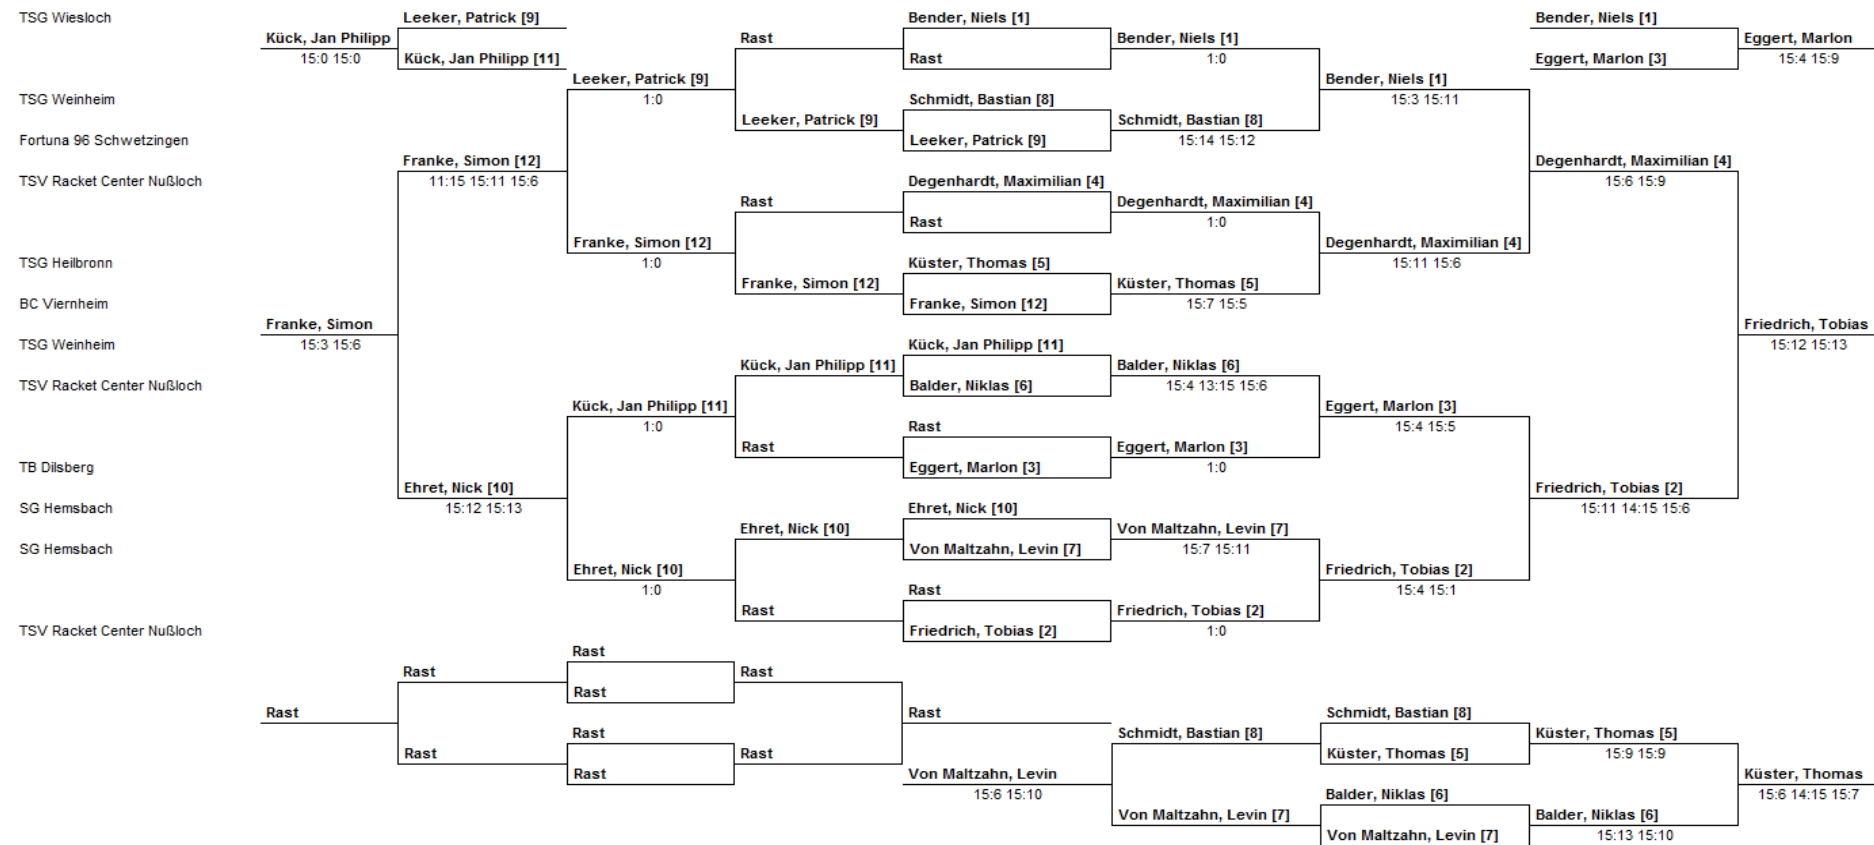 TSG Wiesloch
Leeker, Patrick [9]
Bender, Niels [1]
Bender, Niels [1]
Kück, Jan Philipp
Rast
Bender, Niels [1]
Eggert, Marlon
15:0 15:0
Kück, Jan Philipp [11]
Rast
1:0
Eggert, Marlon [3]
15:4 15:9
Leeker, Patrick [9]
Bender, Niels [1]
TSG Weinheim
1:0
Schmidt, Bastian [8]
15:3 15:11
Leeker, Patrick [9]
Schmidt, Bastian [8]
Fortuna 96 Schwetzingen
Leeker, Patrick [9]
15:14 15:12
Franke, Simon [12]
Degenhardt, Maximilian [4]
TSV Racket Center Nußloch
11:15 15:11 15:6
Degenhardt, Maximilian [4]
15:6 15:9
Rast
Degenhardt, Maximilian [4]
Rast
1:0
Franke, Simon [12]
Degenhardt, Maximilian [4]
TSG Heilbronn
1:0
Küster, Thomas [5]
15:11 15:6
Franke, Simon [12]
Küster, Thomas [5]
BC Viernheim
Franke, Simon [12]
15:7 15:5
Franke, Simon
Friedrich, Tobias
TSG Weinheim
15:3 15:6
Kück, Jan Philipp [11]
15:12 15:13
Kück, Jan Philipp [11]
Balder, Niklas [6]
TSV Racket Center Nußloch
Balder, Niklas [6]
15:4 13:15 15:6
Kück, Jan Philipp [11]
Eggert, Marlon [3]
1:0
Rast
15:4 15:5
Rast
Eggert, Marlon [3]
TB Dilsberg
Eggert, Marlon [3]
1:0
Ehret, Nick [10]
Friedrich, Tobias [2]
SG Hemsbach
15:12 15:13
Ehret, Nick [10]
15:11 14:15 15:6
Ehret, Nick [10]
Von Maltzahn, Levin [7]
SG Hemsbach
Von Maltzahn, Levin [7]
15:7 15:11
Ehret, Nick [10]
Friedrich, Tobias [2]
1:0
Rast
15:4 15:1
Rast
Friedrich, Tobias [2]
TSV Racket Center Nußloch
Friedrich, Tobias [2]
1:0
Rast
Rast
Rast
Rast
Rast
Rast
Schmidt, Bastian [8]
Rast
Schmidt, Bastian [8]
Küster, Thomas [5]
Rast
Rast
Küster, Thomas [5]
15:9 15:9
Rast
Von Maltzahn, Levin
Küster, Thomas
15:6 15:10
Balder, Niklas [6]
15:6 14:15 15:7
Von Maltzahn, Levin [7]
Balder, Niklas [6]
Von Maltzahn, Levin [7]
15:13 15:10